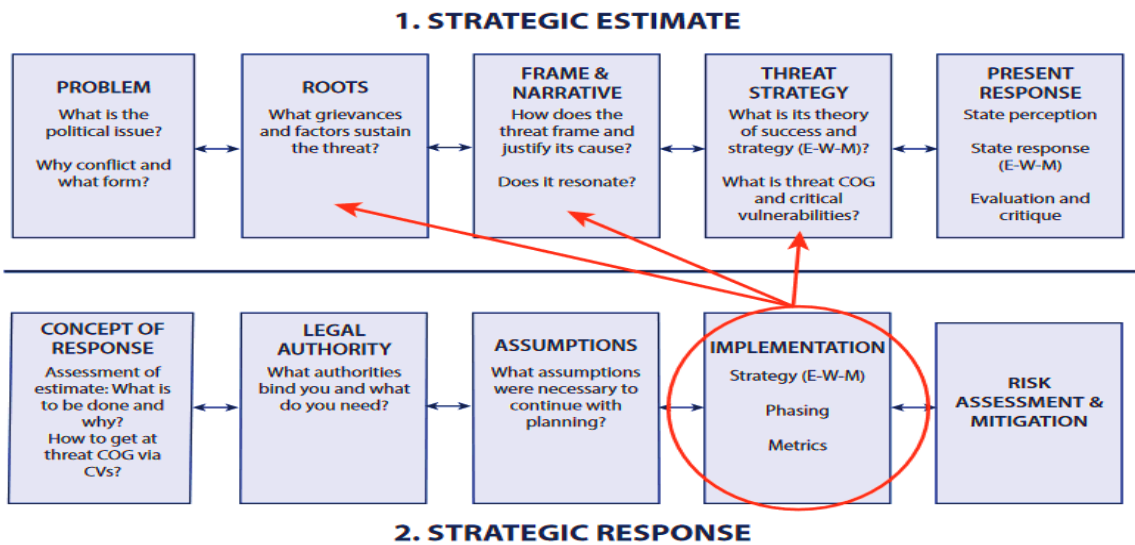 1. STRATEGIC ESTIMATE
PROBLEM
What is the
political issue?
Why conflict and
what form?
ROOTS
What grievances
and factors sustain
the threat?
FRAME &
NARRATIVE
How does the
threat frame and
justify its cause?
Does it resonate?
THREAT
STRATEGY
What is its theory
of success and
strategy (E-W-M)?
What is threat COG
and critical
vulnerabilities?
PRESENT
RESPONSE
State perception
State response
(E-W-M)
Evaluation and
critique
CONCEPT OF
RESPONSE
Assessment of
estimate: What is
to be done and
why?
How to get at
threat COG via
CVs?
LEGAL
AUTHORITY
What authorities
bind you and what
do you need?
ASSUMPTIONS
What assumptions
were necessary to
continue with
planning?
IMPLEMENTATION
Strategy (E-W-M)
Phasing
Metrics
RISK
ASSESSMENT &
MITIGATION
2. STRATEGIC RESPONSE